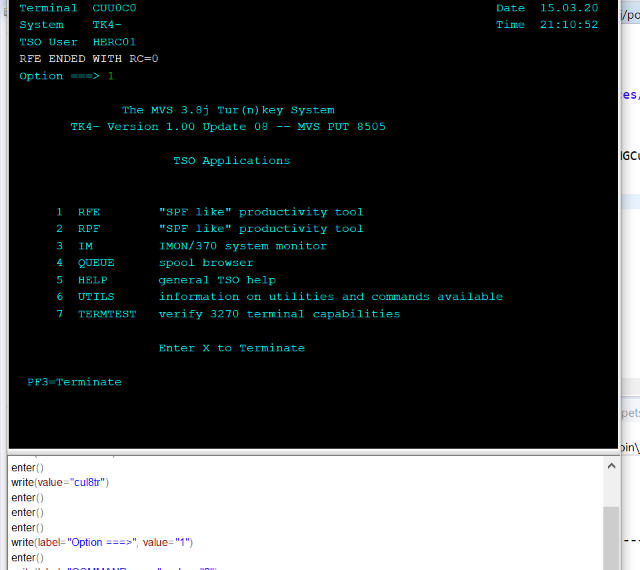 Terminal CUU0C0 Date 15.03.20
System TK4- Time 21:10:52
TSO User HERC01
RFE ENDED WITH RC=0
Option ===> 1
The MVS 3.8j Tur(n)key System
TK4- Version 1.00 Update 08 -- MVS PUT 8505
TSO Applications
1 RFE "SPF like" productivity tool
2 RPF "SPF like" productivity tool
3 IM IMON/370 system monitor
4 QUEUE spool browser
5 HELP general TSO help
6 UTILS information on utilities and commands available
7 TERMTEST verify 3270 terminal capabilities
Enter X to Terminate
PF3=Terminate
enter()
write(value="cul8tr")
enter()
enter()
enter()
write(label="Option ===>", value="1")
enter()